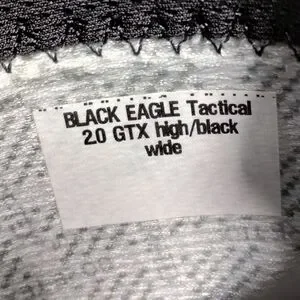 BLACK EAGLE Tactical
2.0 GTX high/black
wide